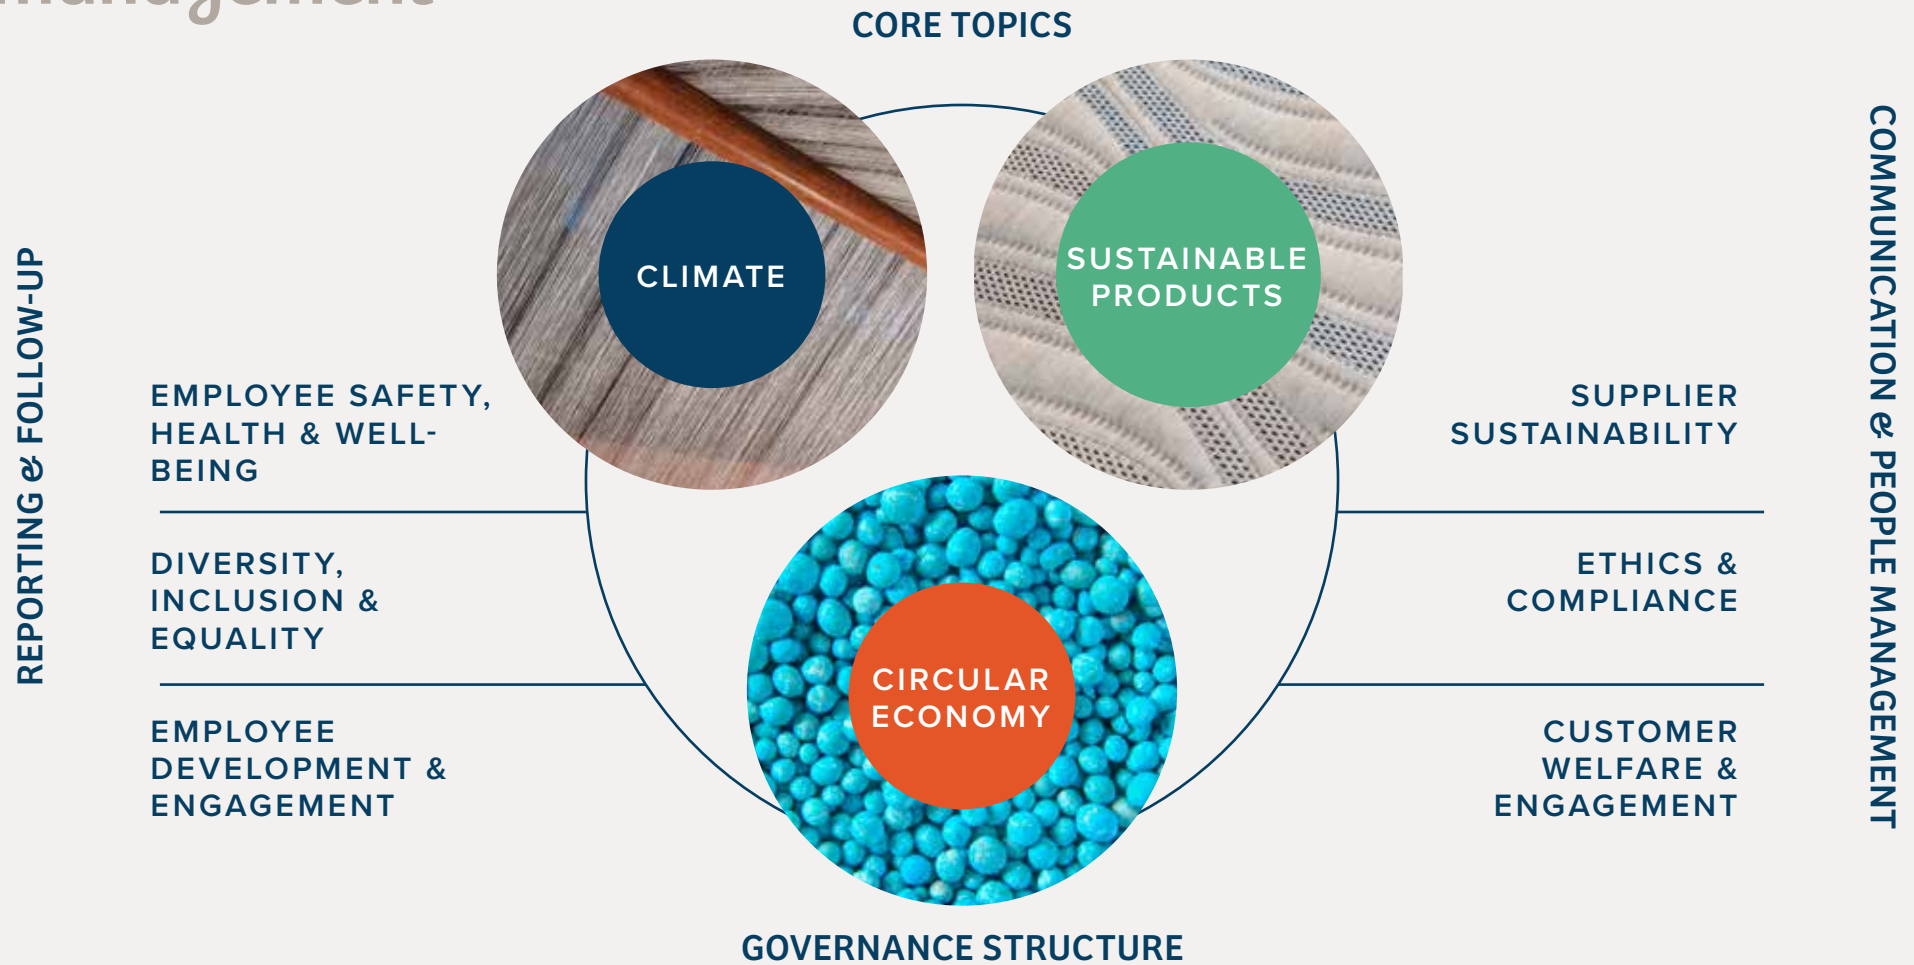 management
CORE TOPICS
CLIMATE
SUSTAINABLE
PRODUCTS
CIRCULAR
ECONOMY
REPORTING & FOLLOW-UP
EMPLOYEE SAFETY,
HEALTH & WELL-
BEING
DIVERSITY,
INCLUSION &
EQUALITY
EMPLOYEE
DEVELOPMENT &
ENGAGEMENT
SUPPLIER
SUSTAINABILITY
ETHICS &
COMPLIANCE
CUSTOMER
WELFARE &
ENGAGEMENT
COMMUNICATION & PEOPLE MANAGEMENT
GOVERNANCE STRUCTURE